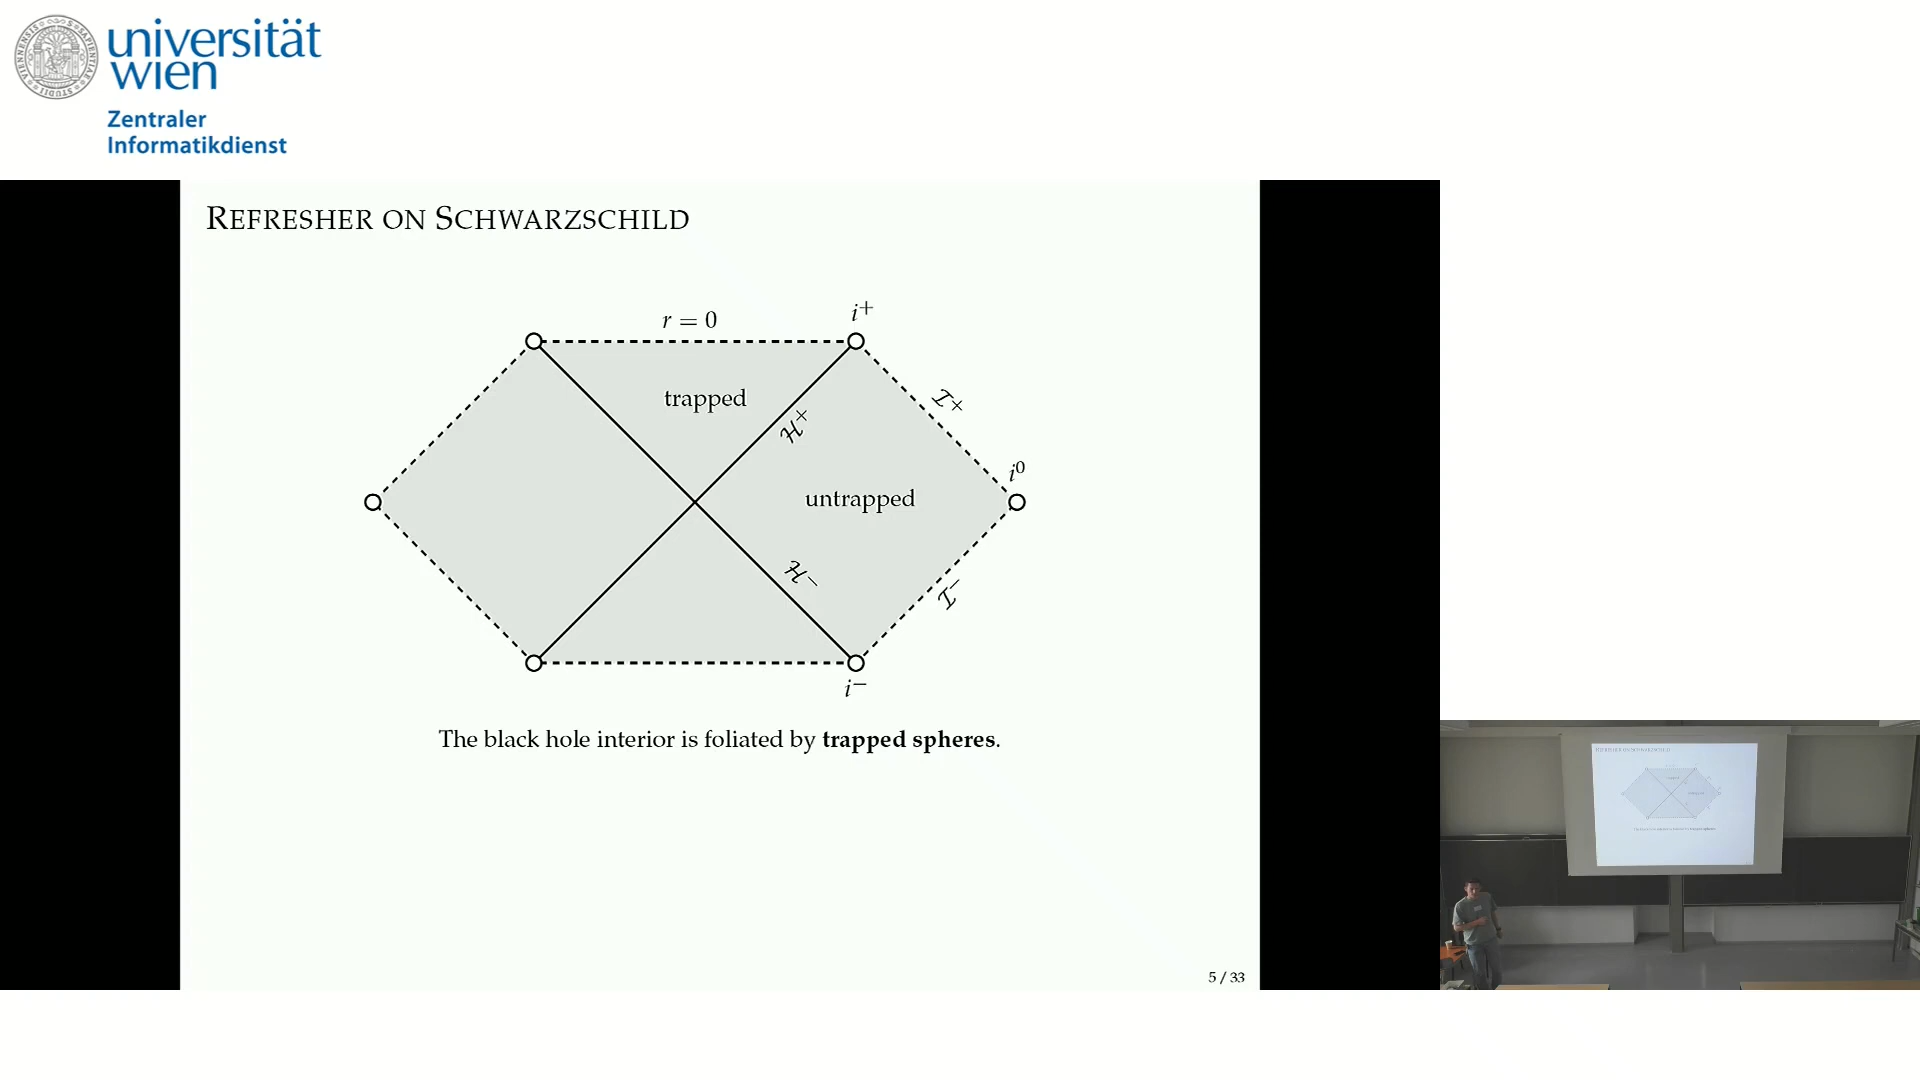 universität
wien
Zentraler
Informatikdienst
REFRESHER ON SCHWARZSCHILD
r = 0
i⁺
trapped
ℋ⁺
ℐ⁺
i⁰
untrapped
ℋ⁻
ℐ⁻
i⁻
The black hole interior is foliated by trapped spheres.
5 / 33